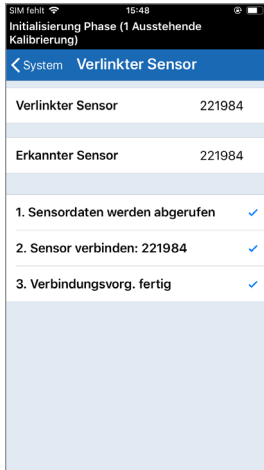 SIM fehlt 15:48
Initialisierung Phase (1 Ausstehende
Kalibrierung)
System Verlinkter Sensor
Verlinkter Sensor 221984
Erkannter Sensor 221984
1. Sensordaten werden abgerufen
2. Sensor verbinden: 221984
3. Verbindungsvorg. fertig